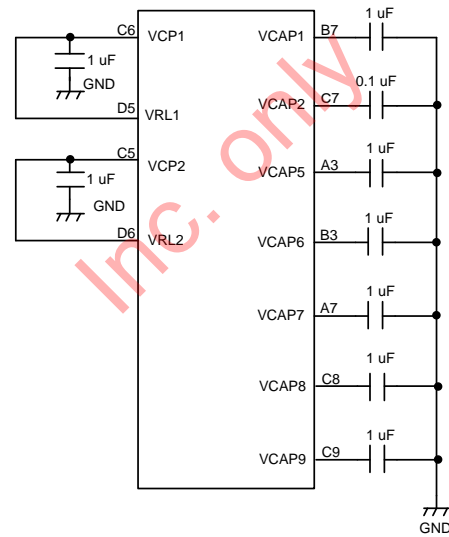 C6 VCP1 VCAP1 B7 1 uF
1 uF
GND
D5 VRL1 VCAP2 C7 0.1 uF
C5 VCP2 VCAP5 A3 1 uF
1 uF
GND
D6 VRL2 VCAP6 B3 1 uF
VCAP7 A7 1 uF
VCAP8 C8 1 uF
VCAP9 C9 1 uF
GND
Inc. only